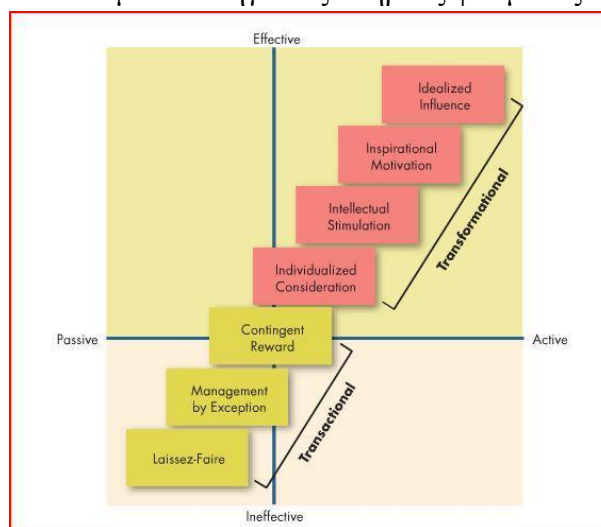 Effective
Idealized
Influence
Inspirational
Motivation
Intellectual
Stimulation
Individualized
Consideration
Transformational
Contingent
Reward
Passive
Active
Management
by Exception
Transactional
Laissez-Faire
Ineffective